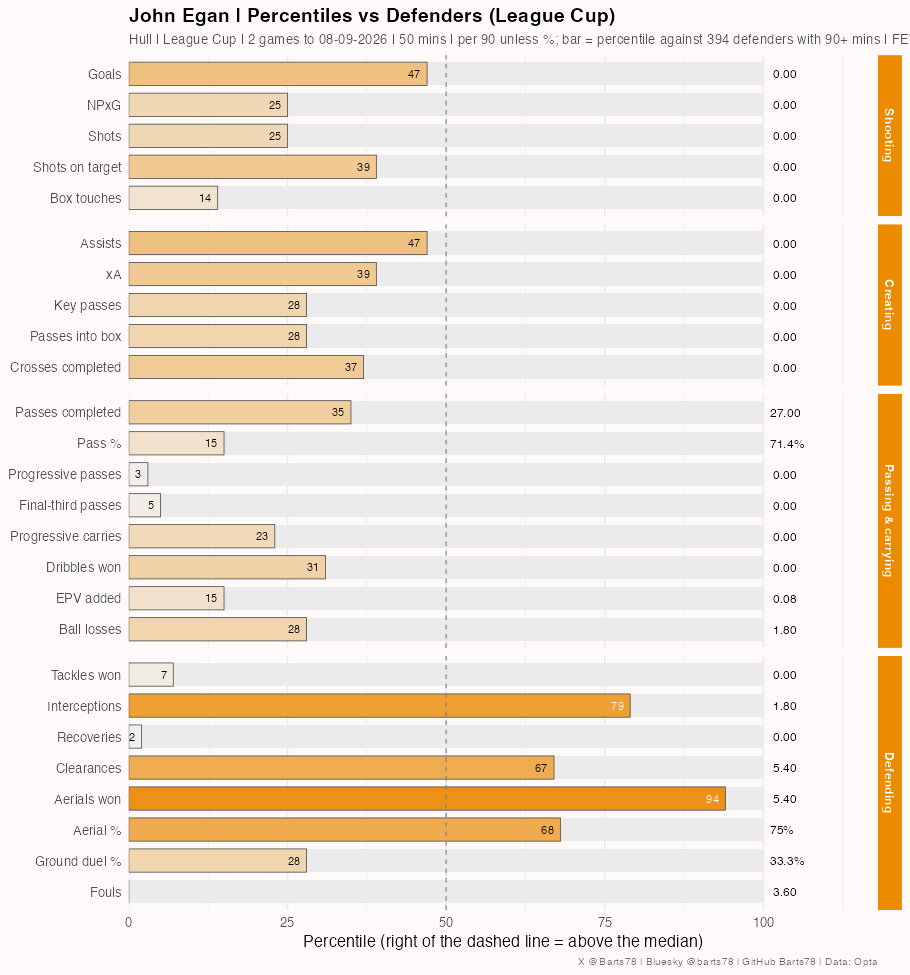 John Egan | Percentiles vs Defenders (League Cup)
Hull | League Cup | 2 games to 08-09-2026 | 50 mins | per 90 unless %; bar = percentile against 394 defenders with 90+ mins |
Goals 47 0.00
NPxG 25 0.00
Shots 25 0.00
Shots on target 39 0.00
Box touches 14 0.00
Shooting
Assists 47 0.00
xA 39 0.00
Key passes 28 0.00
Passes into box 28 0.00
Crosses completed 37 0.00
Creating
Passes completed 35 27.00
Pass % 15 71.4%
Progressive passes 3 0.00
Final-third passes 5 0.00
Progressive carries 23 0.00
Dribbles won 31 0.00
EPV added 15 0.08
Ball losses 28 1.80
Passing & carrying
Tackles won 7 0.00
Interceptions 79 1.80
Recoveries 2 0.00
Clearances 67 5.40
Aerials won 94 5.40
Aerial % 68 75%
Ground duel % 28 33.3%
Fouls 3.60
Defending
0 25 50 75 100
Percentile (right of the dashed line = above the median)
X @Barts78 | Bluesky @barts78 | GitHub Barts78 | Data: Opta